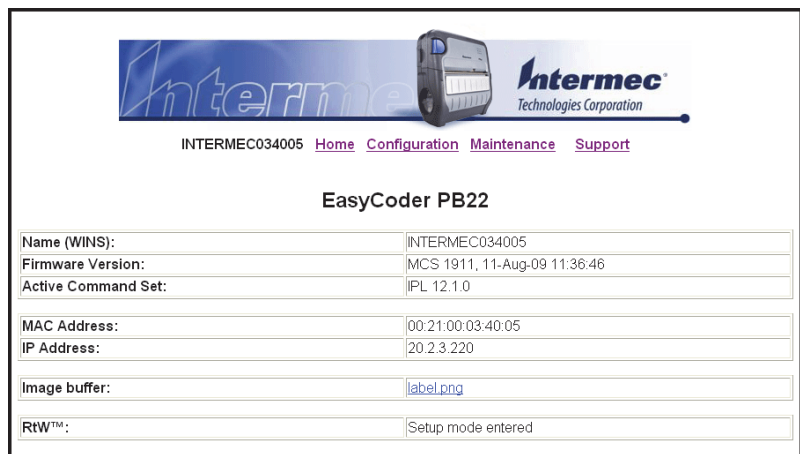 Intermec
Intermec®
Technologies Corporation
INTERMEC034005 Home Configuration Maintenance Support
EasyCoder PB22
Name (WINS): INTERMEC034005
Firmware Version: MCS 1911, 11-Aug-09 11:36:46
Active Command Set: IPL 12.1.0
MAC Address: 00:21:00:03:40:05
IP Address: 20.2.3.220
Image buffer: label.png
RtW™: Setup mode entered